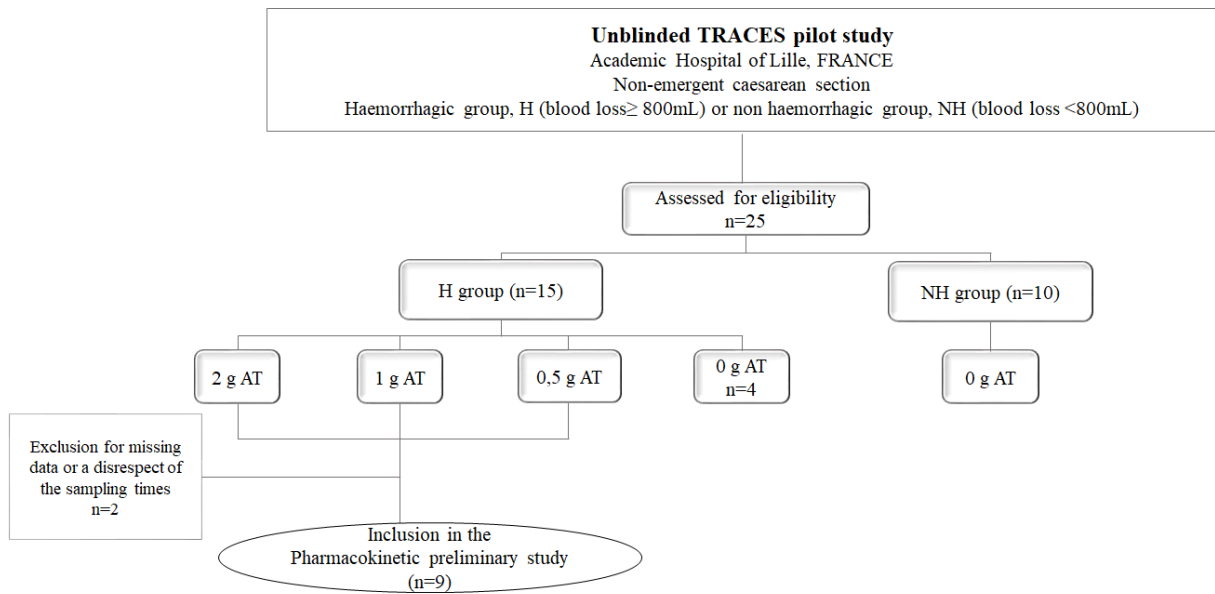 Unblinded TRACES pilot study
Academic Hospital of Lille, FRANCE
Non-emergent caesarean section
Haemorrhagic group, H (blood loss≥ 800mL) or non haemorrhagic group, NH (blood loss <800mL)
Assessed for eligibility
n=25
H group (n=15)
NH group (n=10)
2 g AT
1 g AT
0,5 g AT
0 g AT
n=4
0 g AT
Exclusion for missing
data or a disrespect of
the sampling times
n=2
Inclusion in the
Pharmacokinetic preliminary study
(n=9)